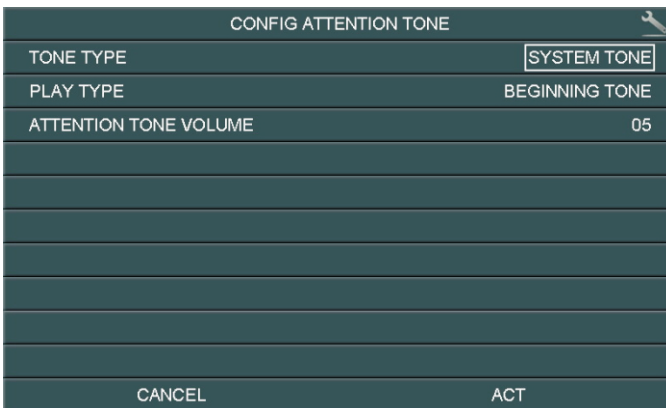 CONFIG ATTENTION TONE
TONE TYPE SYSTEM TONE
PLAY TYPE BEGINNING TONE
ATTENTION TONE VOLUME 05
CANCEL ACT